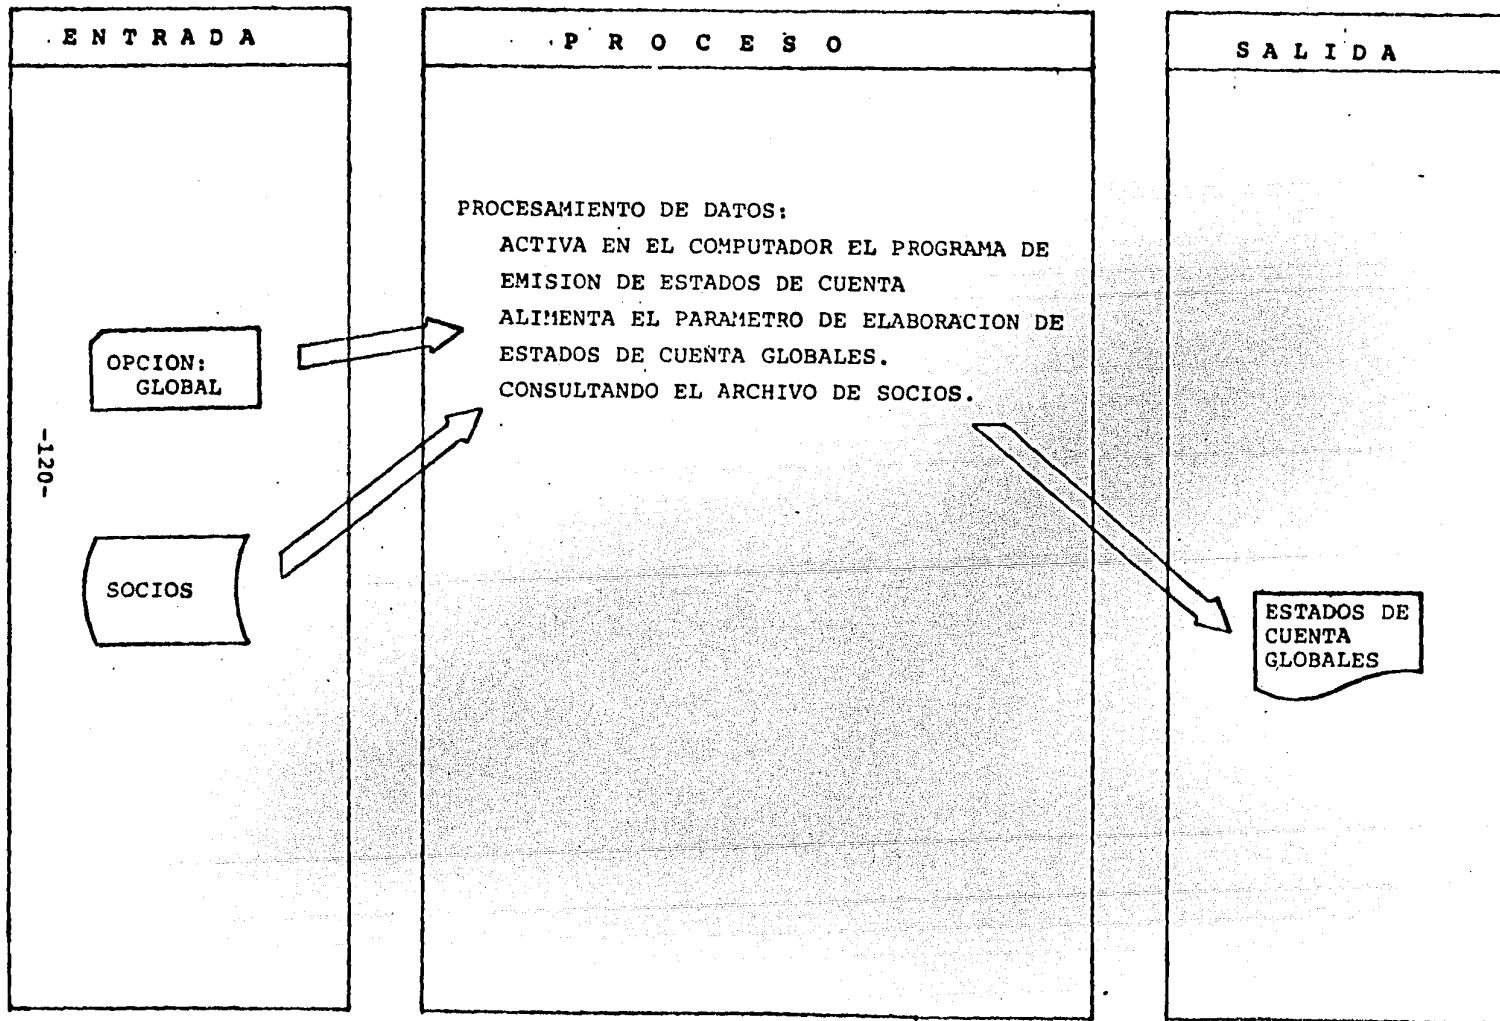 ENTRADA
PROCESO
SALIDA
PROCESAMIENTO DE DATOS:
ACTIVA EN EL COMPUTADOR EL PROGRAMA DE
EMISION DE ESTADOS DE CUENTA
ALIMENTA EL PARAMETRO DE ELABORACION DE
ESTADOS DE CUENTA GLOBALES.
CONSULTANDO EL ARCHIVO DE SOCIOS.
OPCION:
GLOBAL
SOCIOS
ESTADOS DE
CUENTA
GLOBALES
-120-